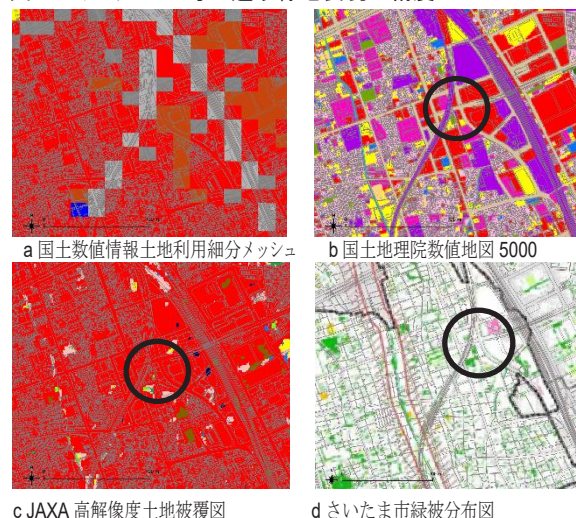 a 国土数値情報土地利用細分メッシュ
b 国土地理院数値地図 5000
c JAXA 高解像度土地被覆図
d さいたま市緑被分布図